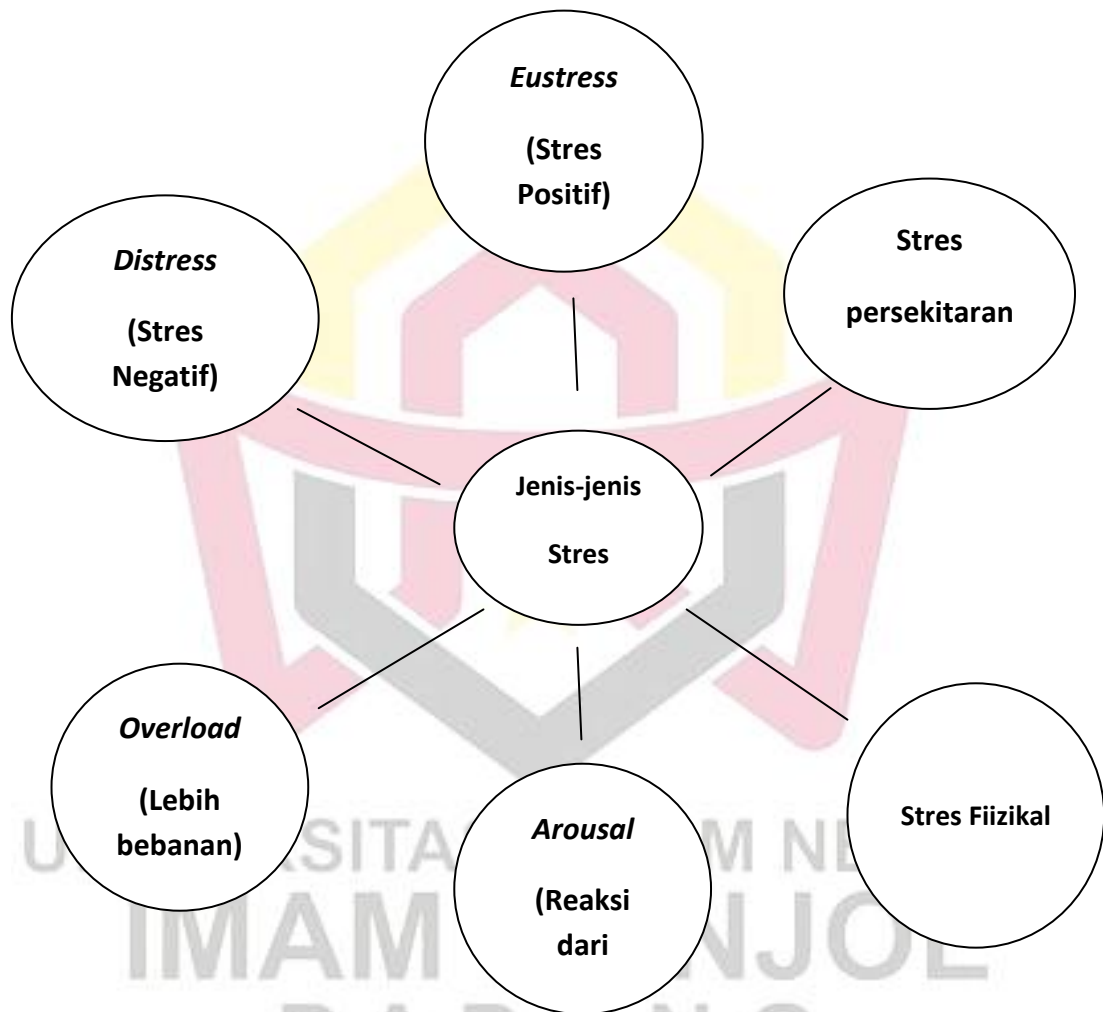 Eustress
(Stres
Positif)
Distress
(Stres
Negatif)
Stres
persekitaran
Jenis-jenis
Stres
Overload
(Lebih
bebanan)
Arousal
(Reaksi
dari
Stres Fiizikal
IMAM